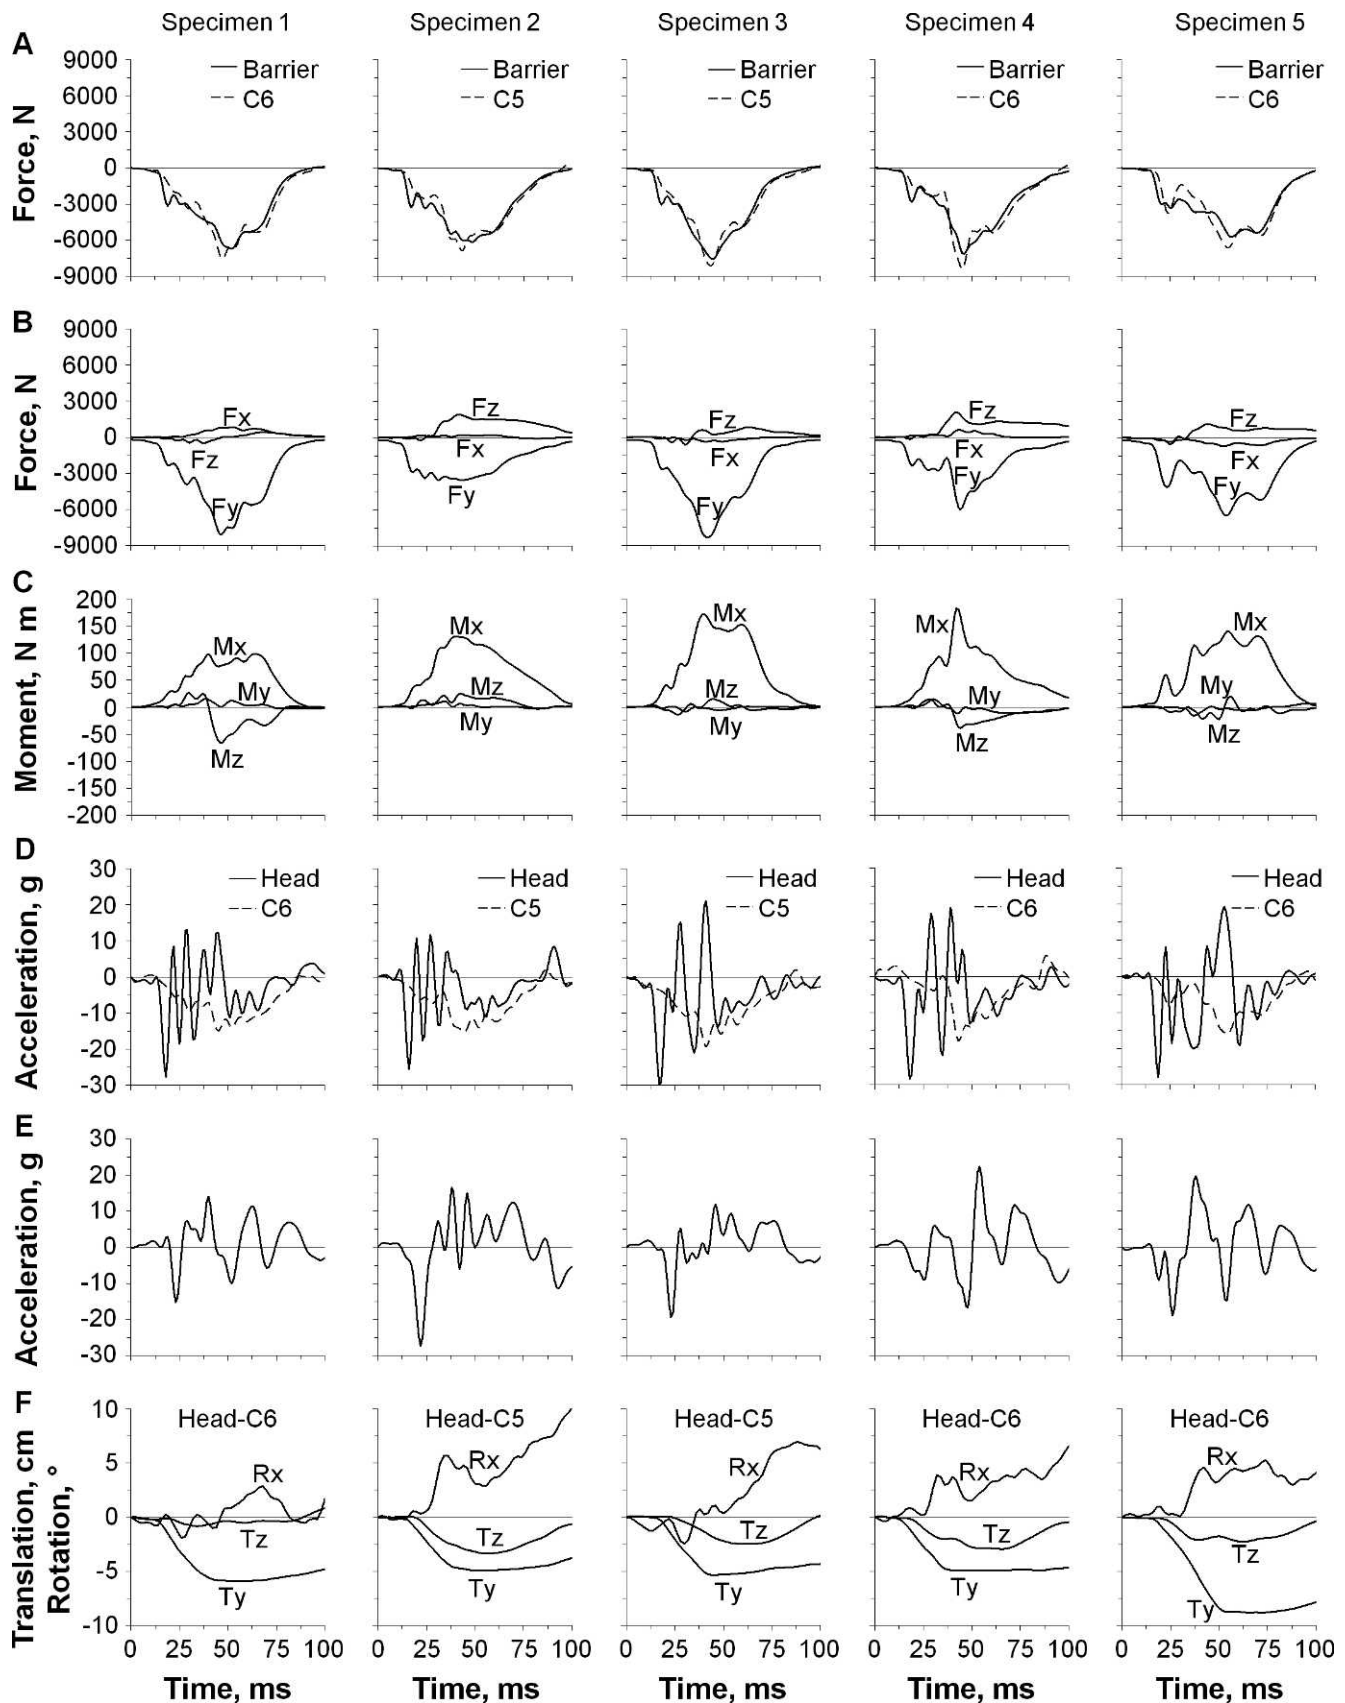 Specimen 1 Specimen 2 Specimen 3 Specimen 4 Specimen 5
A
Force, N
9000
6000
3000
0
-3000
-6000
-9000
Barrier
C6
Barrier
C5
Barrier
C5
Barrier
C6
Barrier
C6
B
Force, N
9000
6000
3000
0
-3000
-6000
-9000
Fx
Fz
Fy
Fz
Fx
Fy
Fz
Fx
Fy
Fz
Fx
Fy
Fz
Fx
Fy
C
Moment, N m
200
150
100
50
0
-50
-100
-150
-200
Mx
My
Mz
Mx
Mz
My
Mx
Mz
My
Mx
My
Mz
Mx
My
Mz
D
Acceleration, g
30
20
10
0
-10
-20
-30
Head
C6
Head
C5
Head
C5
Head
C6
Head
C6
E
Acceleration, g
30
20
10
0
-10
-20
-30
F
Translation, cm
Rotation, °
10
5
0
-5
-10
Head-C6
Rx
Tz
Ty
Head-C5
Rx
Tz
Ty
Head-C5
Rx
Tz
Ty
Head-C6
Rx
Tz
Ty
Head-C6
Rx
Tz
Ty
0 25 50 75 100 0 25 50 75 100 0 25 50 75 100 0 25 50 75 100 0 25 50 75 100
Time, ms Time, ms Time, ms Time, ms Time, ms